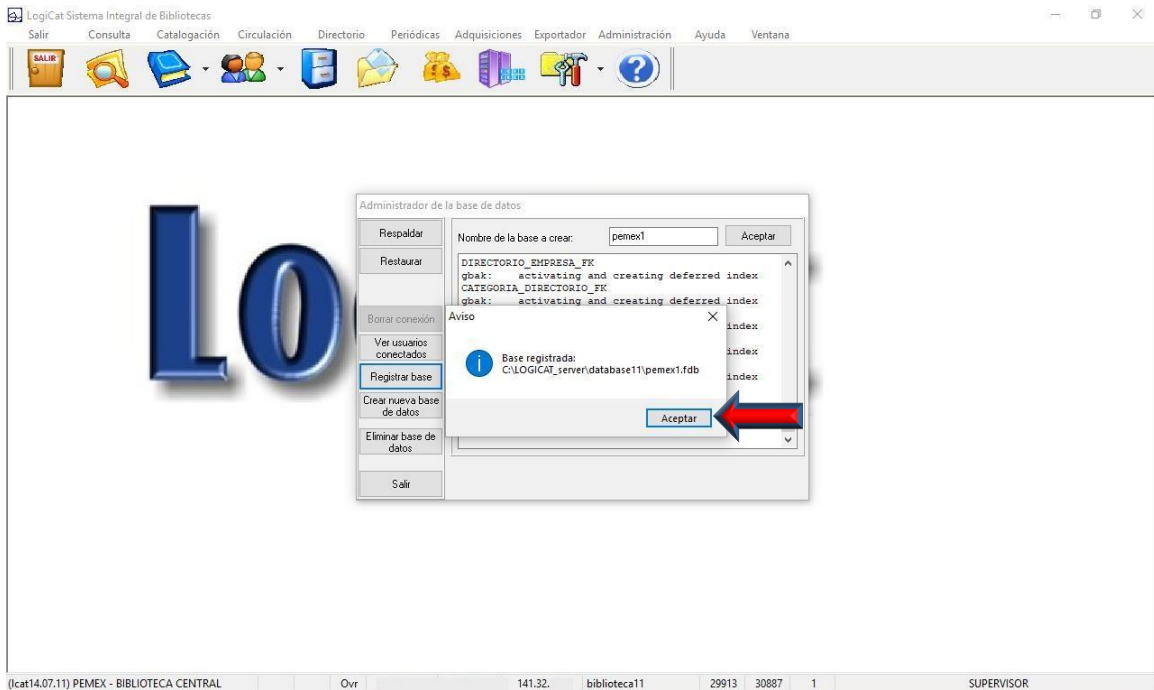 LogiCat Sistema Integral de Bibliotecas
Salir Consulta Catalogación Circulación Directorio Periódicas Adquisiciones Exportador Administración Ayuda Ventana
SALIR
Lo
Administrador de la base de datos
Respaldar
Nombre de la base a crear: pemex1 Aceptar
Restaurar
DIRECTORIO_EMPRESA_FK
gbak: activating and creating deferred index
CATEGORIA_DIRECTORIO_FK
gbak: activating and creating deferred index
Borrar conexión
Aviso
index
Ver usuarios
conectados
index
Base registrada:
C:\LOGICAT_server\database11\pemex1.fdb
Registrar base
index
Crear nueva base
de datos
Aceptar
Eliminar base de
datos
Salir
(lcat14.07.11) PEMEX - BIBLIOTECA CENTRAL Ovr 141.32. biblioteca11 29913 30887 1 SUPERVISOR